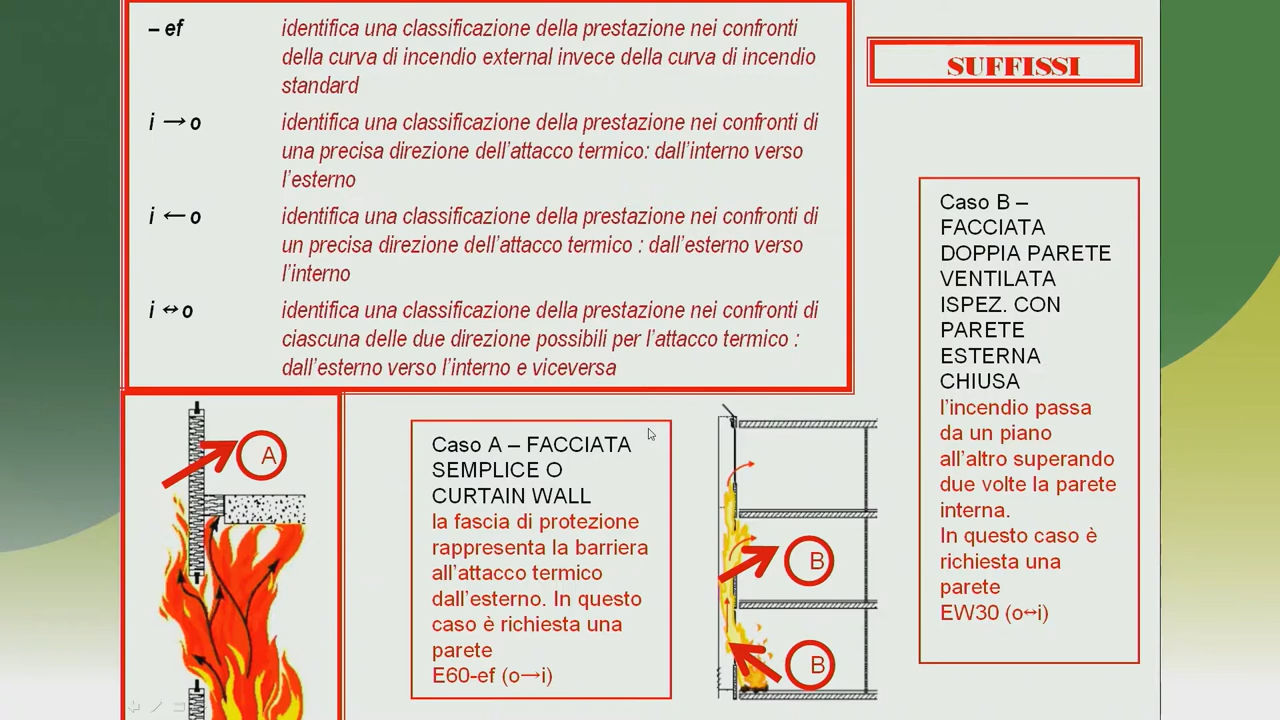 – ef
identifica una classificazione della prestazione nei confronti
della curva di incendio external invece della curva di incendio
standard
i → o
identifica una classificazione della prestazione nei confronti di
una precisa direzione dell'attacco termico: dall'interno verso
l'esterno
i ← o
identifica una classificazione della prestazione nei confronti di
un precisa direzione dell'attacco termico : dall'esterno verso
l'interno
i ↔ o
identifica una classificazione della prestazione nei confronti di
ciascuna delle due direzione possibili per l'attacco termico :
dall'esterno verso l'interno e viceversa
SUFFISSI
A
Caso A – FACCIATA
SEMPLICE O
CURTAIN WALL
la fascia di protezione
rappresenta la barriera
all'attacco termico
dall'esterno. In questo
caso è richiesta una
parete
E60-ef (o→i)
B
B
Caso B –
FACCIATA
DOPPIA PARETE
VENTILATA
ISPEZ. CON
PARETE
ESTERNA
CHIUSA
l'incendio passa
da un piano
all'altro superando
due volte la parete
interna.
In questo caso è
richiesta una
parete
EW30 (o↔i)